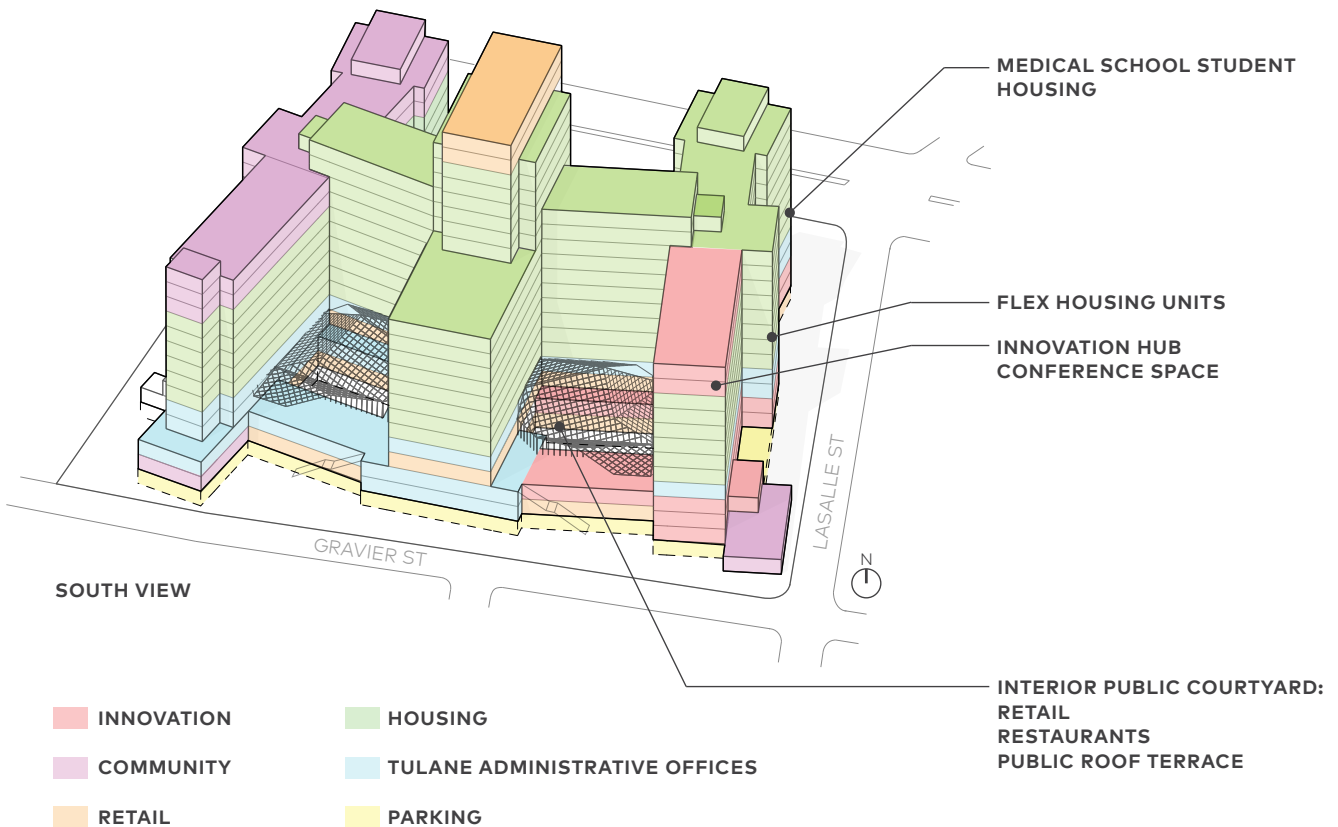 MEDICAL SCHOOL STUDENT
HOUSING
FLEX HOUSING UNITS
INNOVATION HUB
CONFERENCE SPACE
LASALLE ST
GRAVIER ST
N
SOUTH VIEW
INTERIOR PUBLIC COURTYARD:
RETAIL
RESTAURANTS
PUBLIC ROOF TERRACE
INNOVATION
HOUSING
COMMUNITY
TULANE ADMINISTRATIVE OFFICES
RETAIL
PARKING